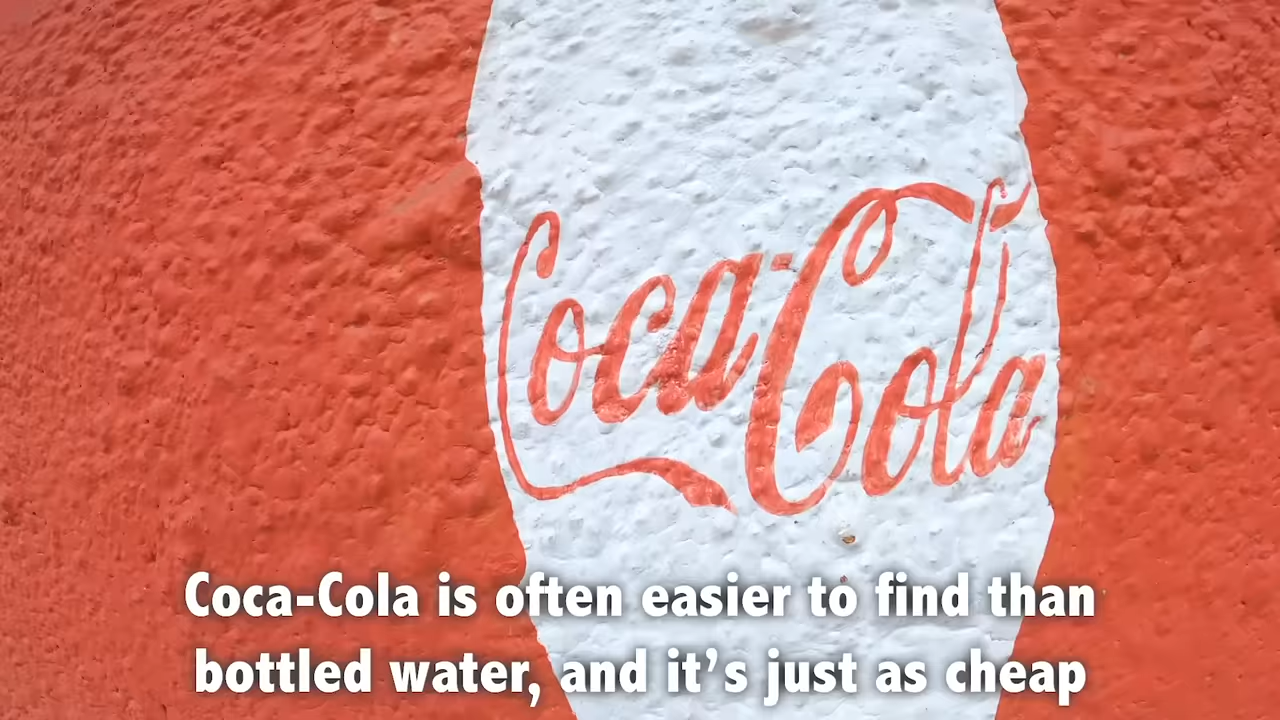 Coca-Cola
Coca-Cola is often easier to find than
bottled water, and it's just as cheap